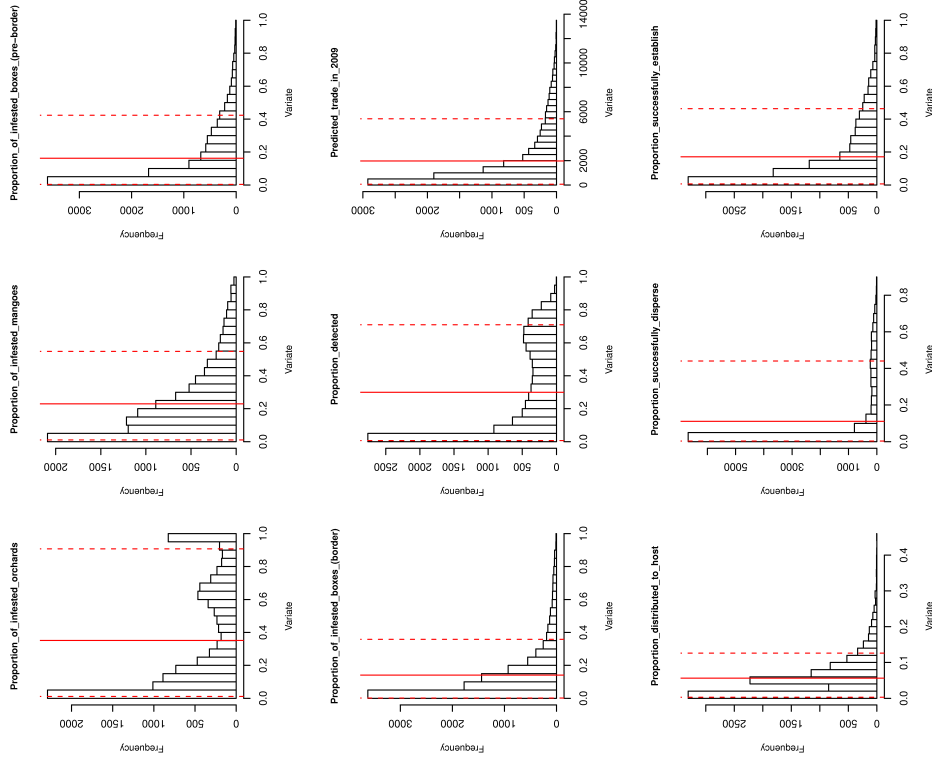 Proportion_of_infested_orchards
Frequency
0 500 1000 1500 2000
0.0 0.2 0.4 0.6 0.8 1.0
Variate
Proportion_of_infested_mangoes
Frequency
0 500 1000 1500 2000
0.0 0.2 0.4 0.6 0.8 1.0
Variate
Proportion_of_infested_boxes_(pre-border)
Frequency
0 1000 2000 3000
0.0 0.2 0.4 0.6 0.8 1.0
Variate
Proportion_of_infested_boxes_(border)
Frequency
0 1000 2000 3000
0.0 0.2 0.4 0.6 0.8 1.0
Variate
Proportion_detected
Frequency
0 500 1000 1500 2000 2500
0.0 0.2 0.4 0.6 0.8 1.0
Variate
Predicted_trade_in_2009
Frequency
0 500 1000 2000 3000
0 2000 6000 10000 14000
Variate
Proportion_distributed_to_host
Frequency
0 500 1500 2500
0.0 0.1 0.2 0.3 0.4
Variate
Proportion_successfully_disperse
Frequency
0 1000 3000 5000
0.0 0.2 0.4 0.6 0.8
Variate
Proportion_successfully_establish
Frequency
0 500 1500 2500
0.0 0.2 0.4 0.6 0.8 1.0
Variate